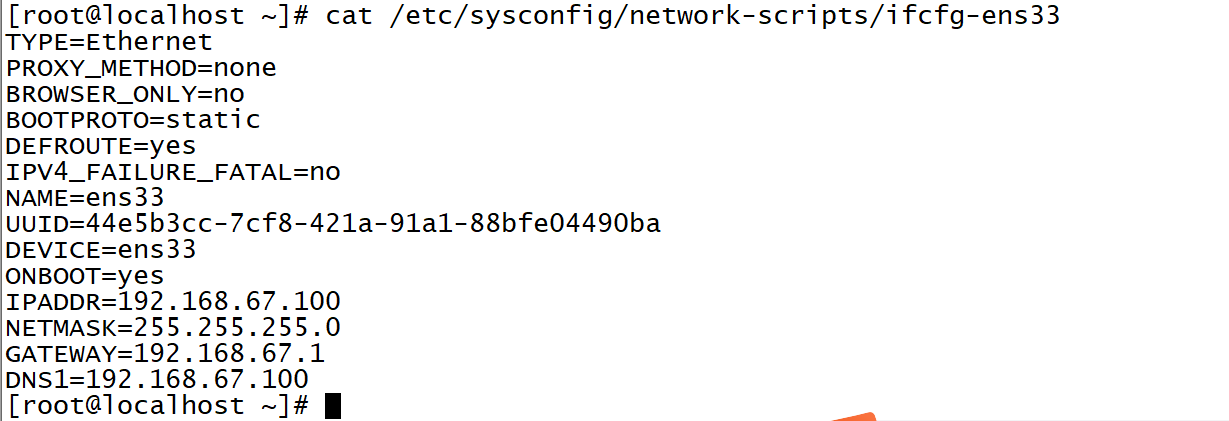 [root@localhost ~]# cat /etc/sysconfig/network-scripts/ifcfg-ens33
TYPE=Ethernet
PROXY_METHOD=none
BROWSER_ONLY=no
BOOTPROTO=static
DEFROUTE=yes
IPV4_FAILURE_FATAL=no
NAME=ens33
UUID=44e5b3cc-7cf8-421a-91a1-88bfe04490ba
DEVICE=ens33
ONBOOT=yes
IPADDR=192.168.67.100
NETMASK=255.255.255.0
GATEWAY=192.168.67.1
DNS1=192.168.67.100
[root@localhost ~]#